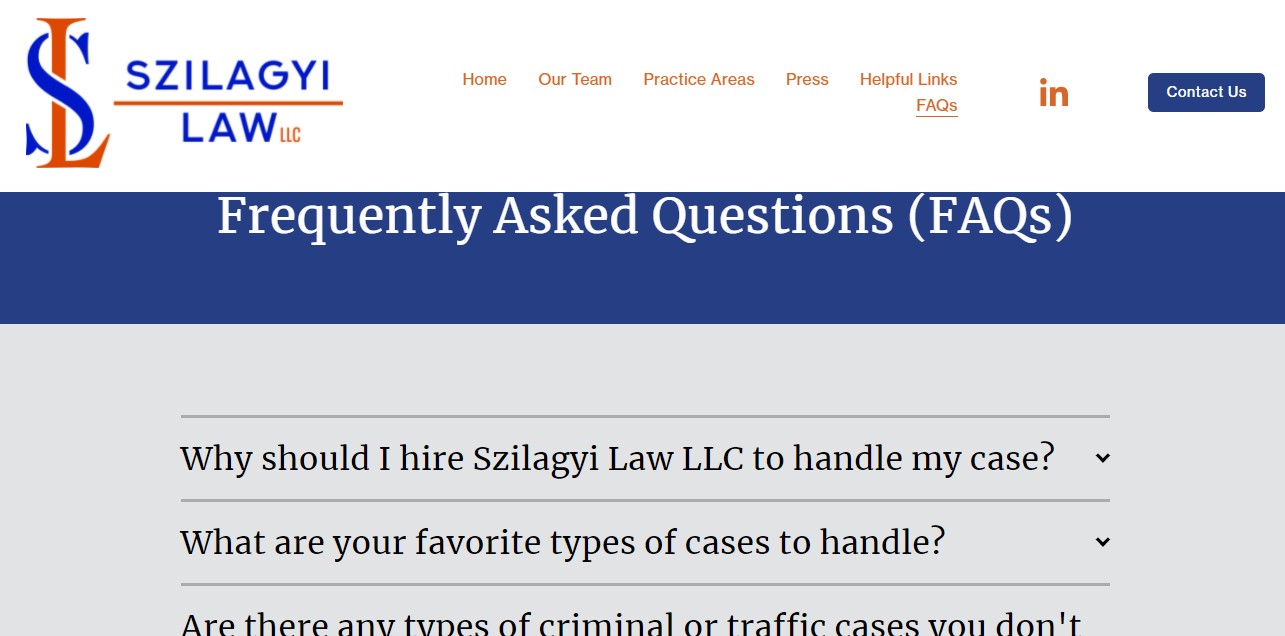 SL
SZILAGYI
LAW LLC
Home Our Team Practice Areas Press Helpful Links
FAQs
in
Contact Us
Frequently Asked Questions (FAQs)
Why should I hire Szilagyi Law LLC to handle my case?
What are your favorite types of cases to handle?
Are there any types of criminal or traffic cases you don't